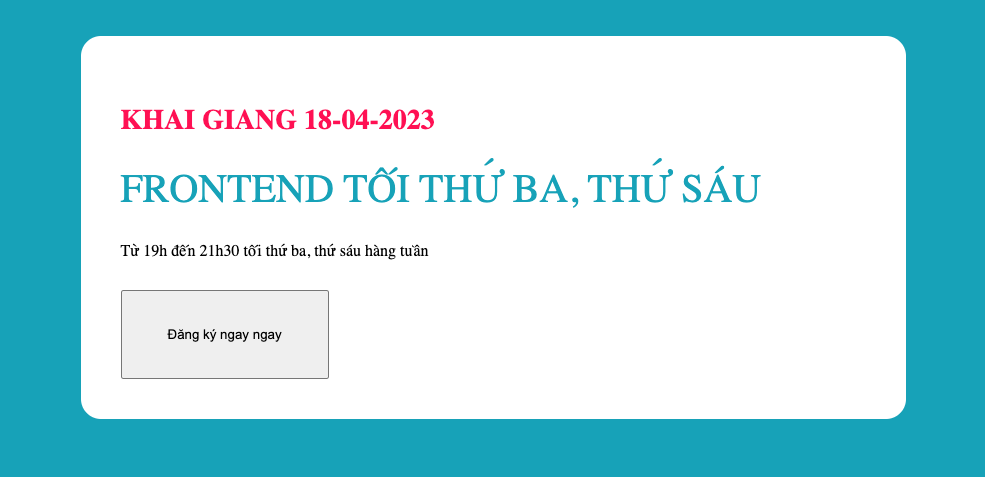 KHAI GIANG 18-04-2023
FRONTEND TỐI THỨ BA, THỨ SÁU
Từ 19h đến 21h30 tối thứ ba, thứ sáu hàng tuần
Đăng ký ngay ngay